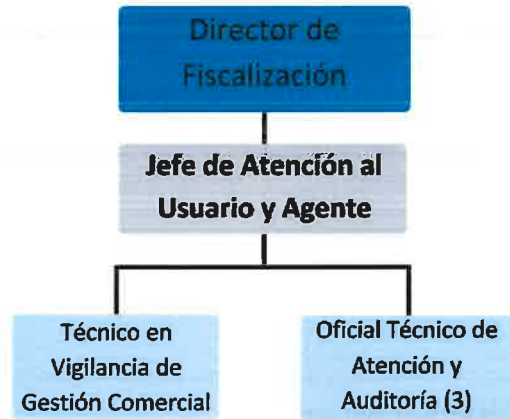 Director de
Fiscalización
Jefe de Atención al
Usuario y Agente
Técnico en
Vigilancia de
Gestión Comercial
Oficial Técnico de
Atención y
Auditoría (3)